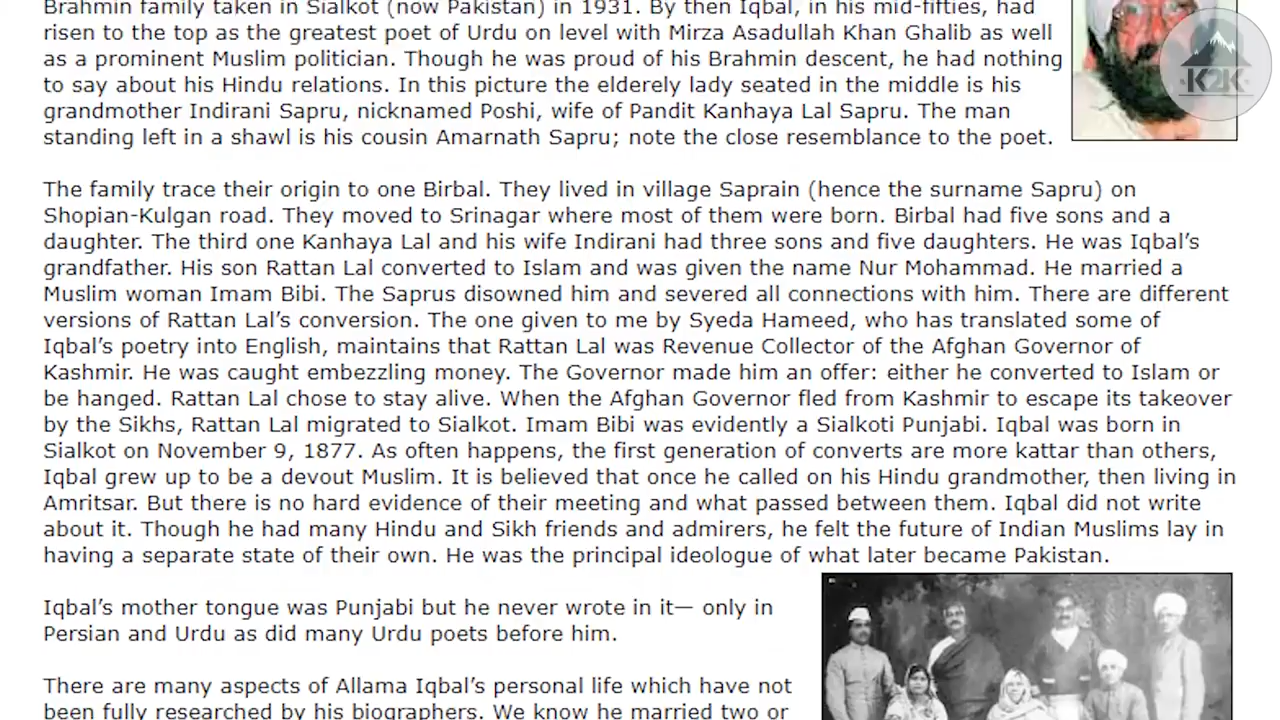 Brahmin family taken in Sialkot (now Pakistan) in 1931. By then Iqbal, in his mid-fifties, had
risen to the top as the greatest poet of Urdu on level with Mirza Asadullah Khan Ghalib as well
as a prominent Muslim politician. Though he was proud of his Brahmin descent, he had nothing
to say about his Hindu relations. In this picture the elderely lady seated in the middle is his
grandmother Indirani Sapru, nicknamed Poshi, wife of Pandit Kanhaya Lal Sapru. The man
standing left in a shawl is his cousin Amarnath Sapru; note the close resemblance to the poet.
K2K
The family trace their origin to one Birbal. They lived in village Saprain (hence the surname Sapru) on
Shopian-Kulgan road. They moved to Srinagar where most of them were born. Birbal had five sons and a
daughter. The third one Kanhaya Lal and his wife Indirani had three sons and five daughters. He was Iqbal’s
grandfather. His son Rattan Lal converted to Islam and was given the name Nur Mohammad. He married a
Muslim woman Imam Bibi. The Saprus disowned him and severed all connections with him. There are different
versions of Rattan Lal’s conversion. The one given to me by Syeda Hameed, who has translated some of
Iqbal’s poetry into English, maintains that Rattan Lal was Revenue Collector of the Afghan Governor of
Kashmir. He was caught embezzling money. The Governor made him an offer: either he converted to Islam or
be hanged. Rattan Lal chose to stay alive. When the Afghan Governor fled from Kashmir to escape its takeover
by the Sikhs, Rattan Lal migrated to Sialkot. Imam Bibi was evidently a Sialkoti Punjabi. Iqbal was born in
Sialkot on November 9, 1877. As often happens, the first generation of converts are more kattar than others,
Iqbal grew up to be a devout Muslim. It is believed that once he called on his Hindu grandmother, then living in
Amritsar. But there is no hard evidence of their meeting and what passed between them. Iqbal did not write
about it. Though he had many Hindu and Sikh friends and admirers, he felt the future of Indian Muslims lay in
having a separate state of their own. He was the principal ideologue of what later became Pakistan.
Iqbal’s mother tongue was Punjabi but he never wrote in it— only in
Persian and Urdu as did many Urdu poets before him.
There are many aspects of Allama Iqbal’s personal life which have not
been fully researched by his biographers. We know he married two or